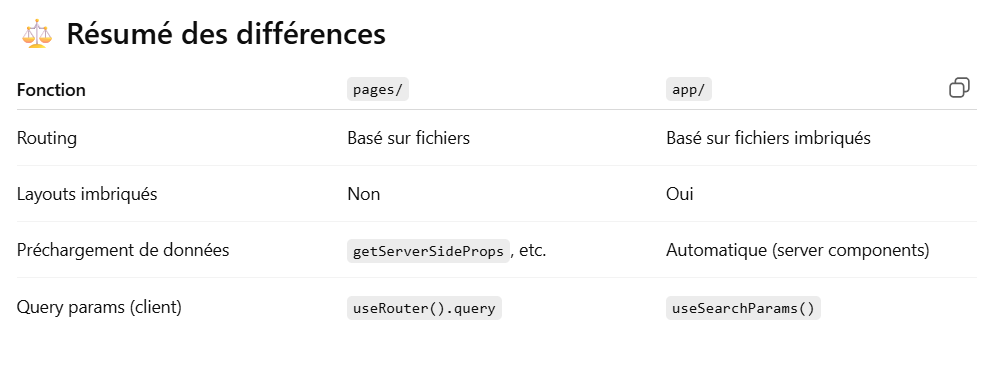 ⚖️ Résumé des différences
Fonction pages/ app/
Routing Basé sur fichiers Basé sur fichiers imbriqués
Layouts imbriqués Non Oui
Préchargement de données getServerSideProps, etc. Automatique (server components)
Query params (client) useRouter().query useSearchParams()